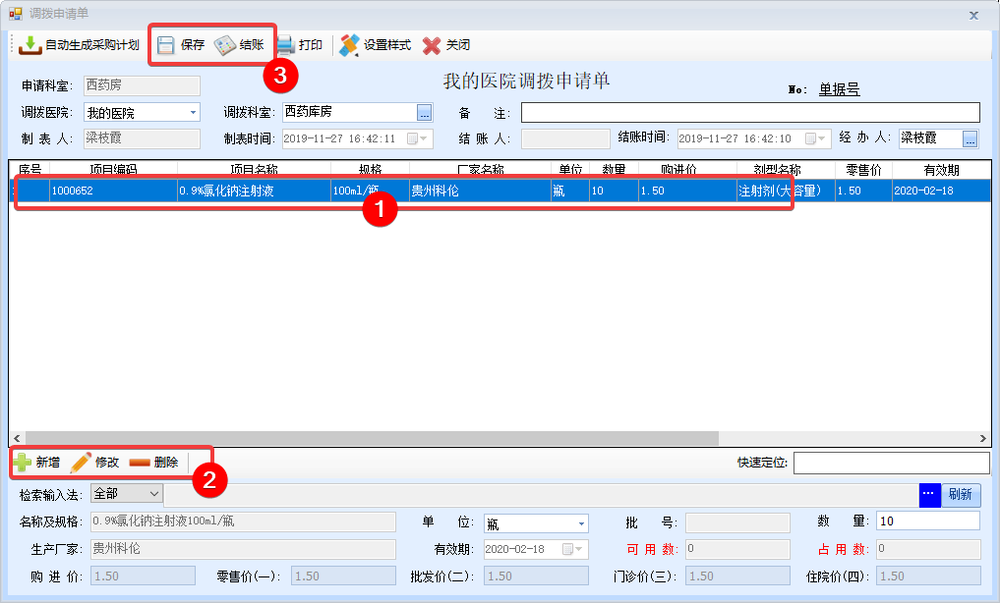 调拨申请单
自动生成采购计划 保存 结账 打印 设置样式 关闭
3
我的医院调拨申请单
No: 单据号
申请科室: 西药房
调拨医院: 我的医院 调拨科室: 西药库房 ... 备 注:
制 表 人: 梁枝霞 制表时间: 2019-11-27 16:42:11 结 账 人: 结账时间: 2019-11-27 16:42:10 经 办 人: 梁枝霞 ...
序号 项目编码 项目名称 规格 厂家名称 单位 数量 购进价 剂型名称 零售价 有效期
1000652 0.9%氯化钠注射液 100ml/瓶 贵州科伦 瓶 10 1.50 注射剂(大容量) 1.50 2020-02-18
1
新增 修改 删除 快速定位:
2
检索输入法: 全部 ... 刷新
名称及规格: 0.9%氯化钠注射液100ml/瓶 单 位: 瓶 批 号: 数 量: 10
生产厂家: 贵州科伦 有效期: 2020-02-18 可 用 数: 0 占 用 数: 0
购 进 价: 1.50 零售价(一): 1.50 批发价(二): 1.50 门诊价(三): 1.50 住院价(四): 1.50